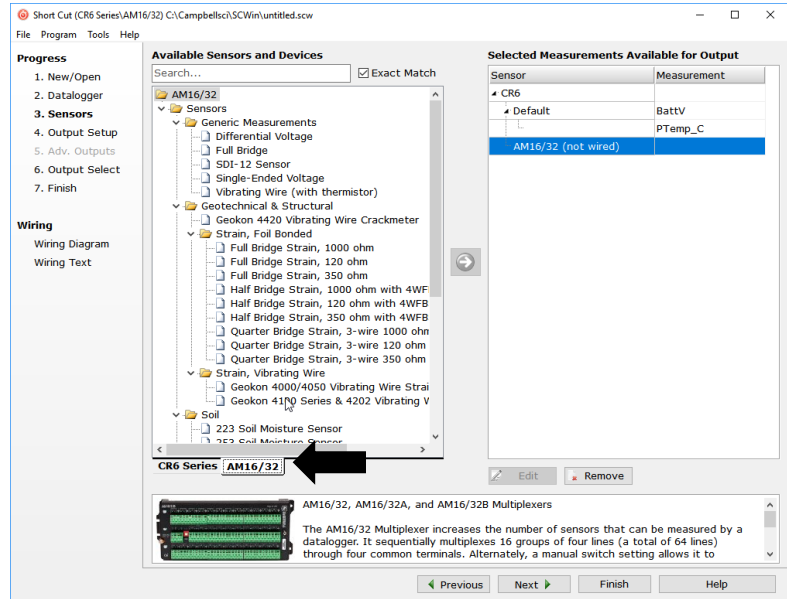 Short Cut (CR6 Series\AM16/32) C:\Campbellsci\SCWin\untitled.scw
File Program Tools Help
Progress
1. New/Open
2. Datalogger
3. Sensors
4. Output Setup
5. Adv. Outputs
6. Output Select
7. Finish
Wiring
Wiring Diagram
Wiring Text
Available Sensors and Devices
Search...
Exact Match
AM16/32
Sensors
Generic Measurements
Differential Voltage
Full Bridge
SDI-12 Sensor
Single-Ended Voltage
Vibrating Wire (with thermistor)
Geotechnical & Structural
Geokon 4420 Vibrating Wire Crackmeter
Strain, Foil Bonded
Full Bridge Strain, 1000 ohm
Full Bridge Strain, 120 ohm
Full Bridge Strain, 350 ohm
Half Bridge Strain, 1000 ohm with 4WF
Half Bridge Strain, 120 ohm with 4WFB
Half Bridge Strain, 350 ohm with 4WFB
Quarter Bridge Strain, 3-wire 1000 ohm
Quarter Bridge Strain, 3-wire 120 ohm
Quarter Bridge Strain, 3-wire 350 ohm
Strain, Vibrating Wire
Geokon 4000/4050 Vibrating Wire Strai
Geokon 4100 Series & 4202 Vibrating
Soil
223 Soil Moisture Sensor
253 Soil Moisture Sensor
CR6 Series AM16/32
Selected Measurements Available for Output
Sensor Measurement
CR6
Default BattV
PTemp_C
AM16/32 (not wired)
Edit Remove
AM16/32, AM16/32A, and AM16/32B Multiplexers
The AM16/32 Multiplexer increases the number of sensors that can be measured by a
datalogger. It sequentially multiplexes 16 groups of four lines (a total of 64 lines)
through four common terminals. Alternately, a manual switch setting allows it to
Previous Next Finish Help